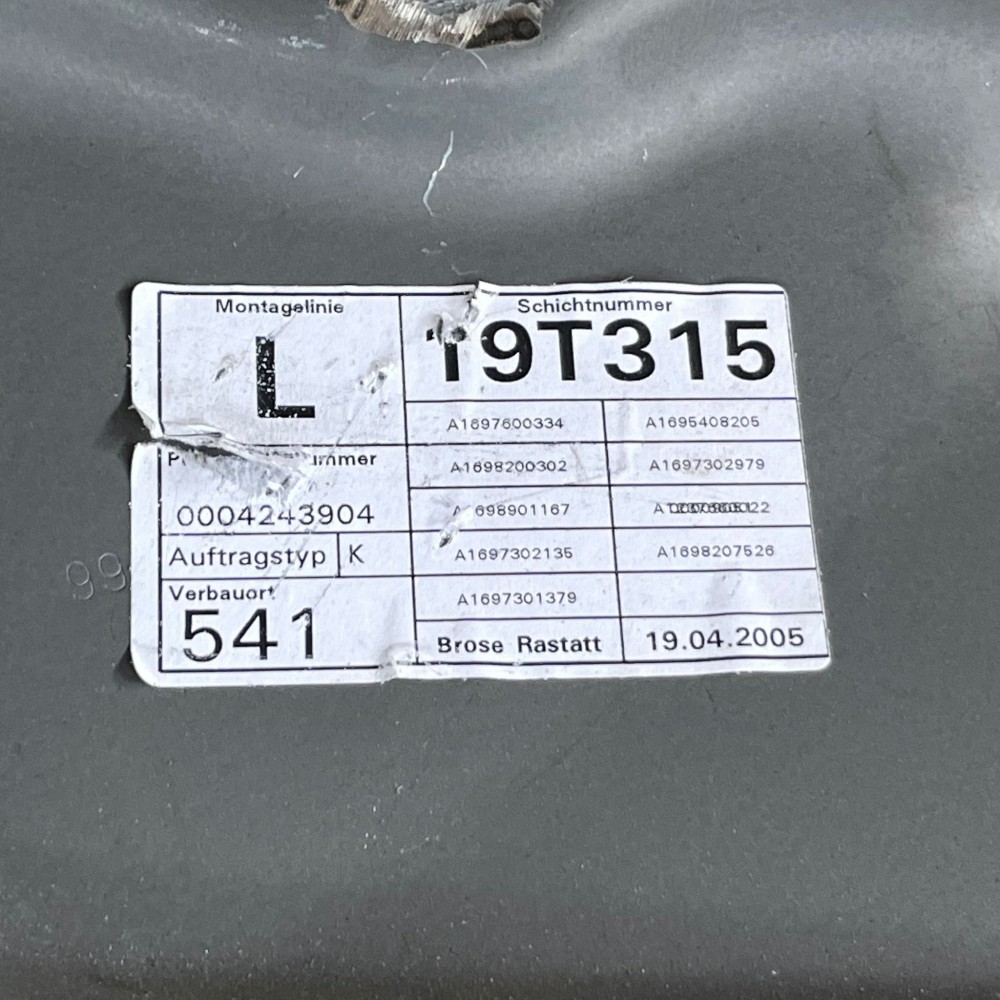 Montagelinie
L
Schichtnummer
19T315
A1697600334
A1695408205
A1698200302
A1697302979
0004243904
A1697302135
A1698207526
Auftragstyp K
Verbauort
541
A1697301379
Brose Rastatt
19.04.2005